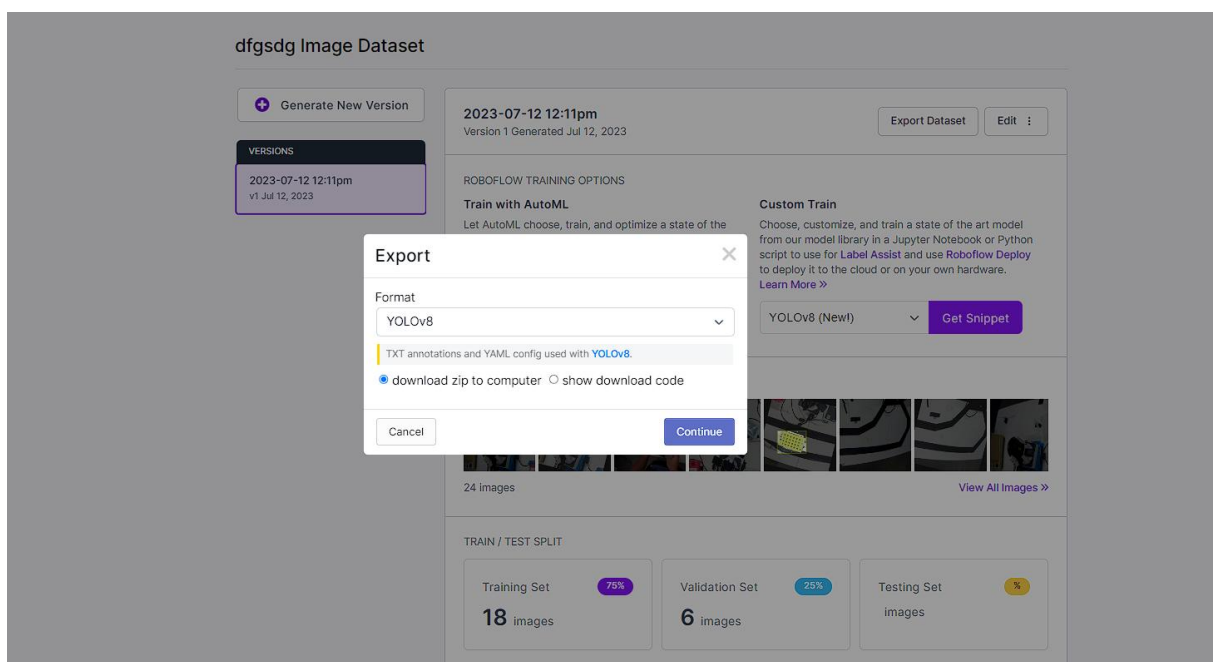 dfgsdg Image Dataset
Generate New Version
VERSIONS
2023-07-12 12:11pm
v1 Jul 12, 2023
2023-07-12 12:11pm
Version 1 Generated Jul 12, 2023
Export Dataset
Edit
ROBOFLOW TRAINING OPTIONS
Train with AutoML
Let AutoML choose, train, and optimize a state of the
Custom Train
Choose, customize, and train a state of the art model
from our model library in a Jupyter Notebook or Python
script to use for Label Assist and use Roboflow Deploy
to deploy it to the cloud or on your own hardware.
Learn More »
YOLOv8 (New!)
Get Snippet
Export
Format
YOLOv8
TXT annotations and YAML config used with YOLOv8.
download zip to computer
show download code
Cancel
Continue
24 images
View All Images »
TRAIN / TEST SPLIT
Training Set
75%
18 images
Validation Set
25%
6 images
Testing Set
%
images